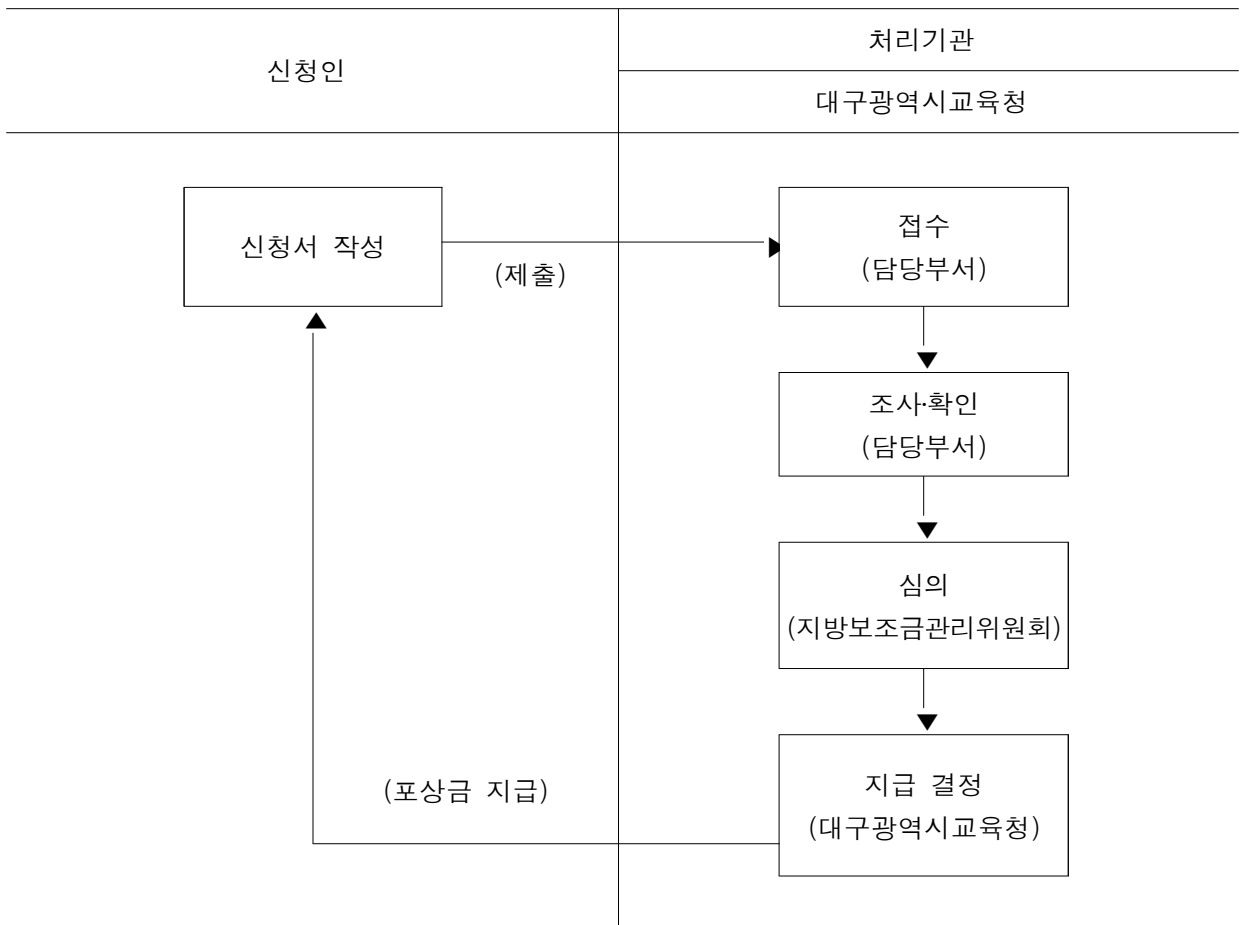 신청인
처리기관
대구광역시교육청
신청서 작성
(제출)
접수
(담당부서)
조사·확인
(담당부서)
심의
(지방보조금관리위원회)
지급 결정
(대구광역시교육청)
(포상금 지급)